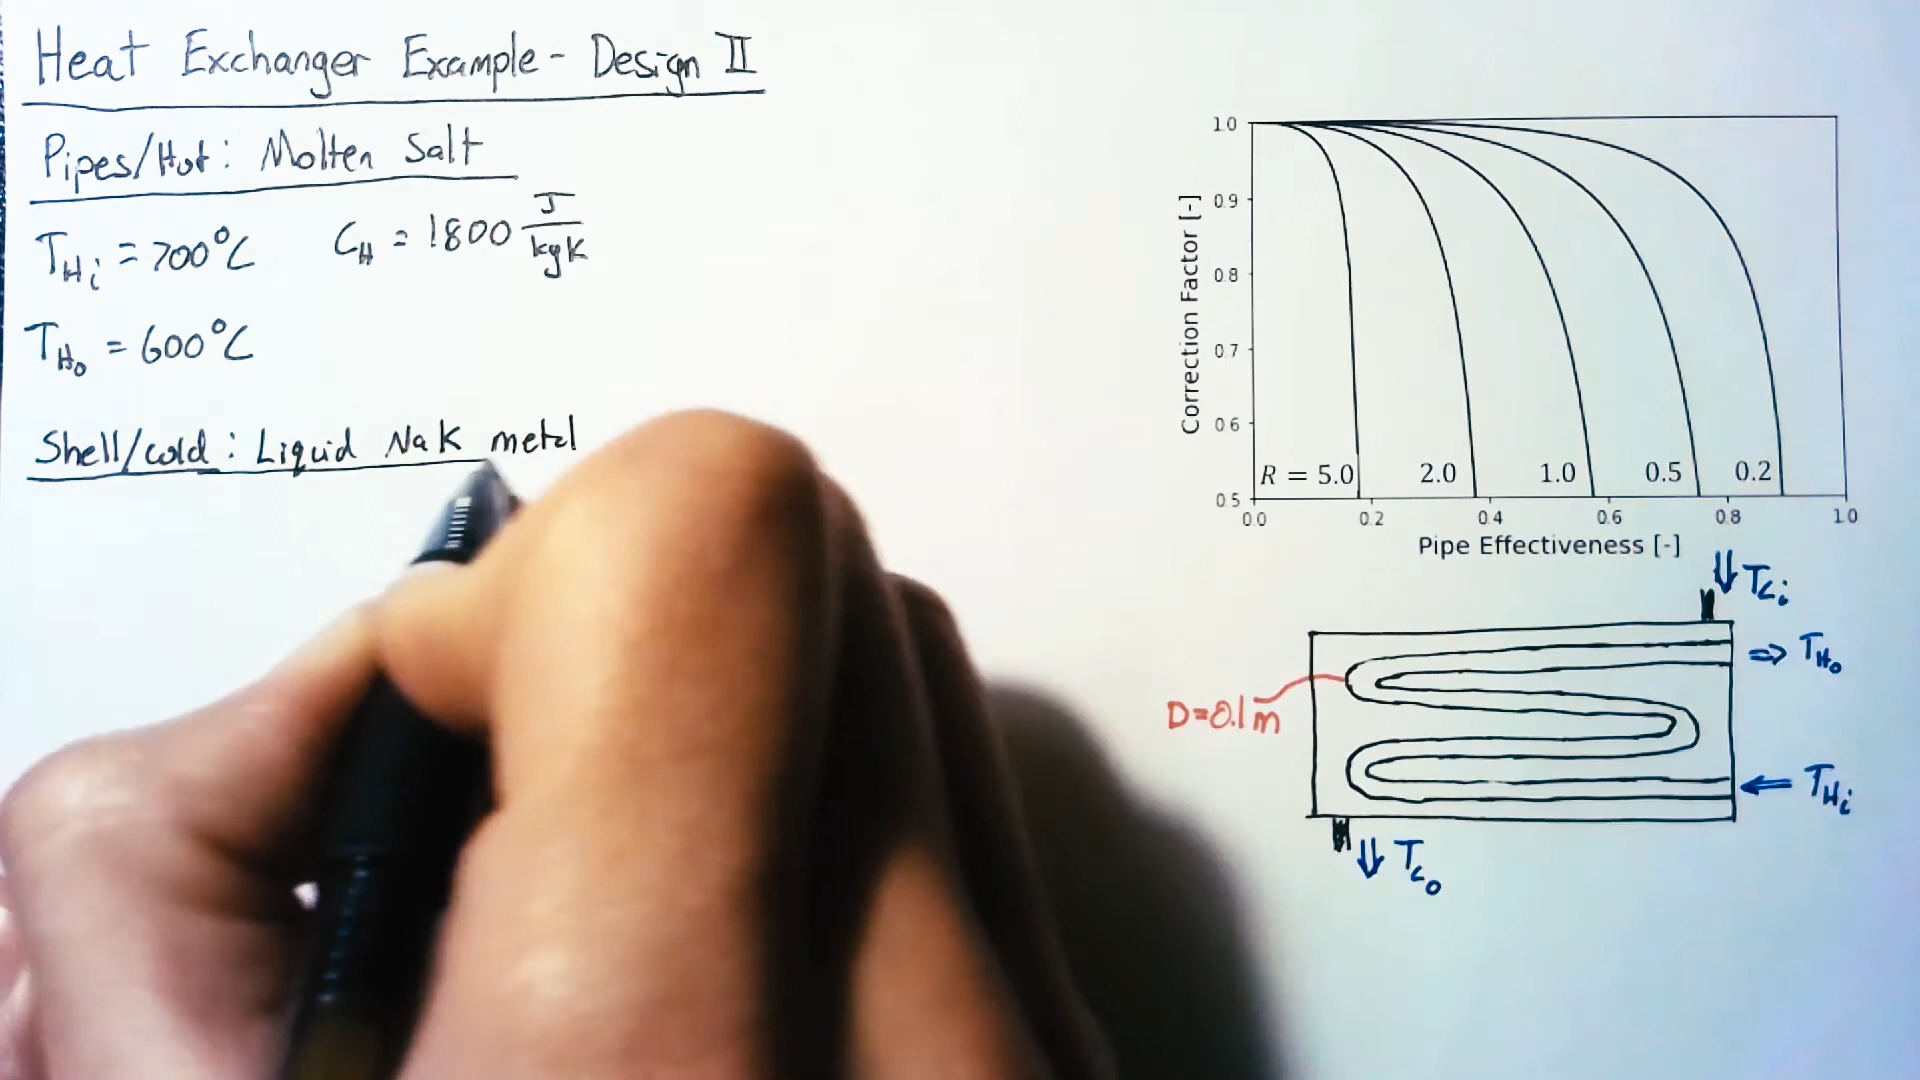 Heat Exchanger Example - Design II
Pipes/Hot: Molten Salt
T_Hi = 700°C   C_H = 1800 J/kgK
T_Ho = 600°C
Shell/cold: Liquid NaK metal
1.0
0.9
0.8
0.7
0.6
0.5
Correction Factor [-]
R = 5.0 2.0 1.0 0.5 0.2
0.0 0.2 0.4 0.6 0.8 1.0
Pipe Effectiveness [-]
⇓ T_Ci
⇒ T_Ho
D=0.1m
⇐ T_Hi
⇓ T_Co